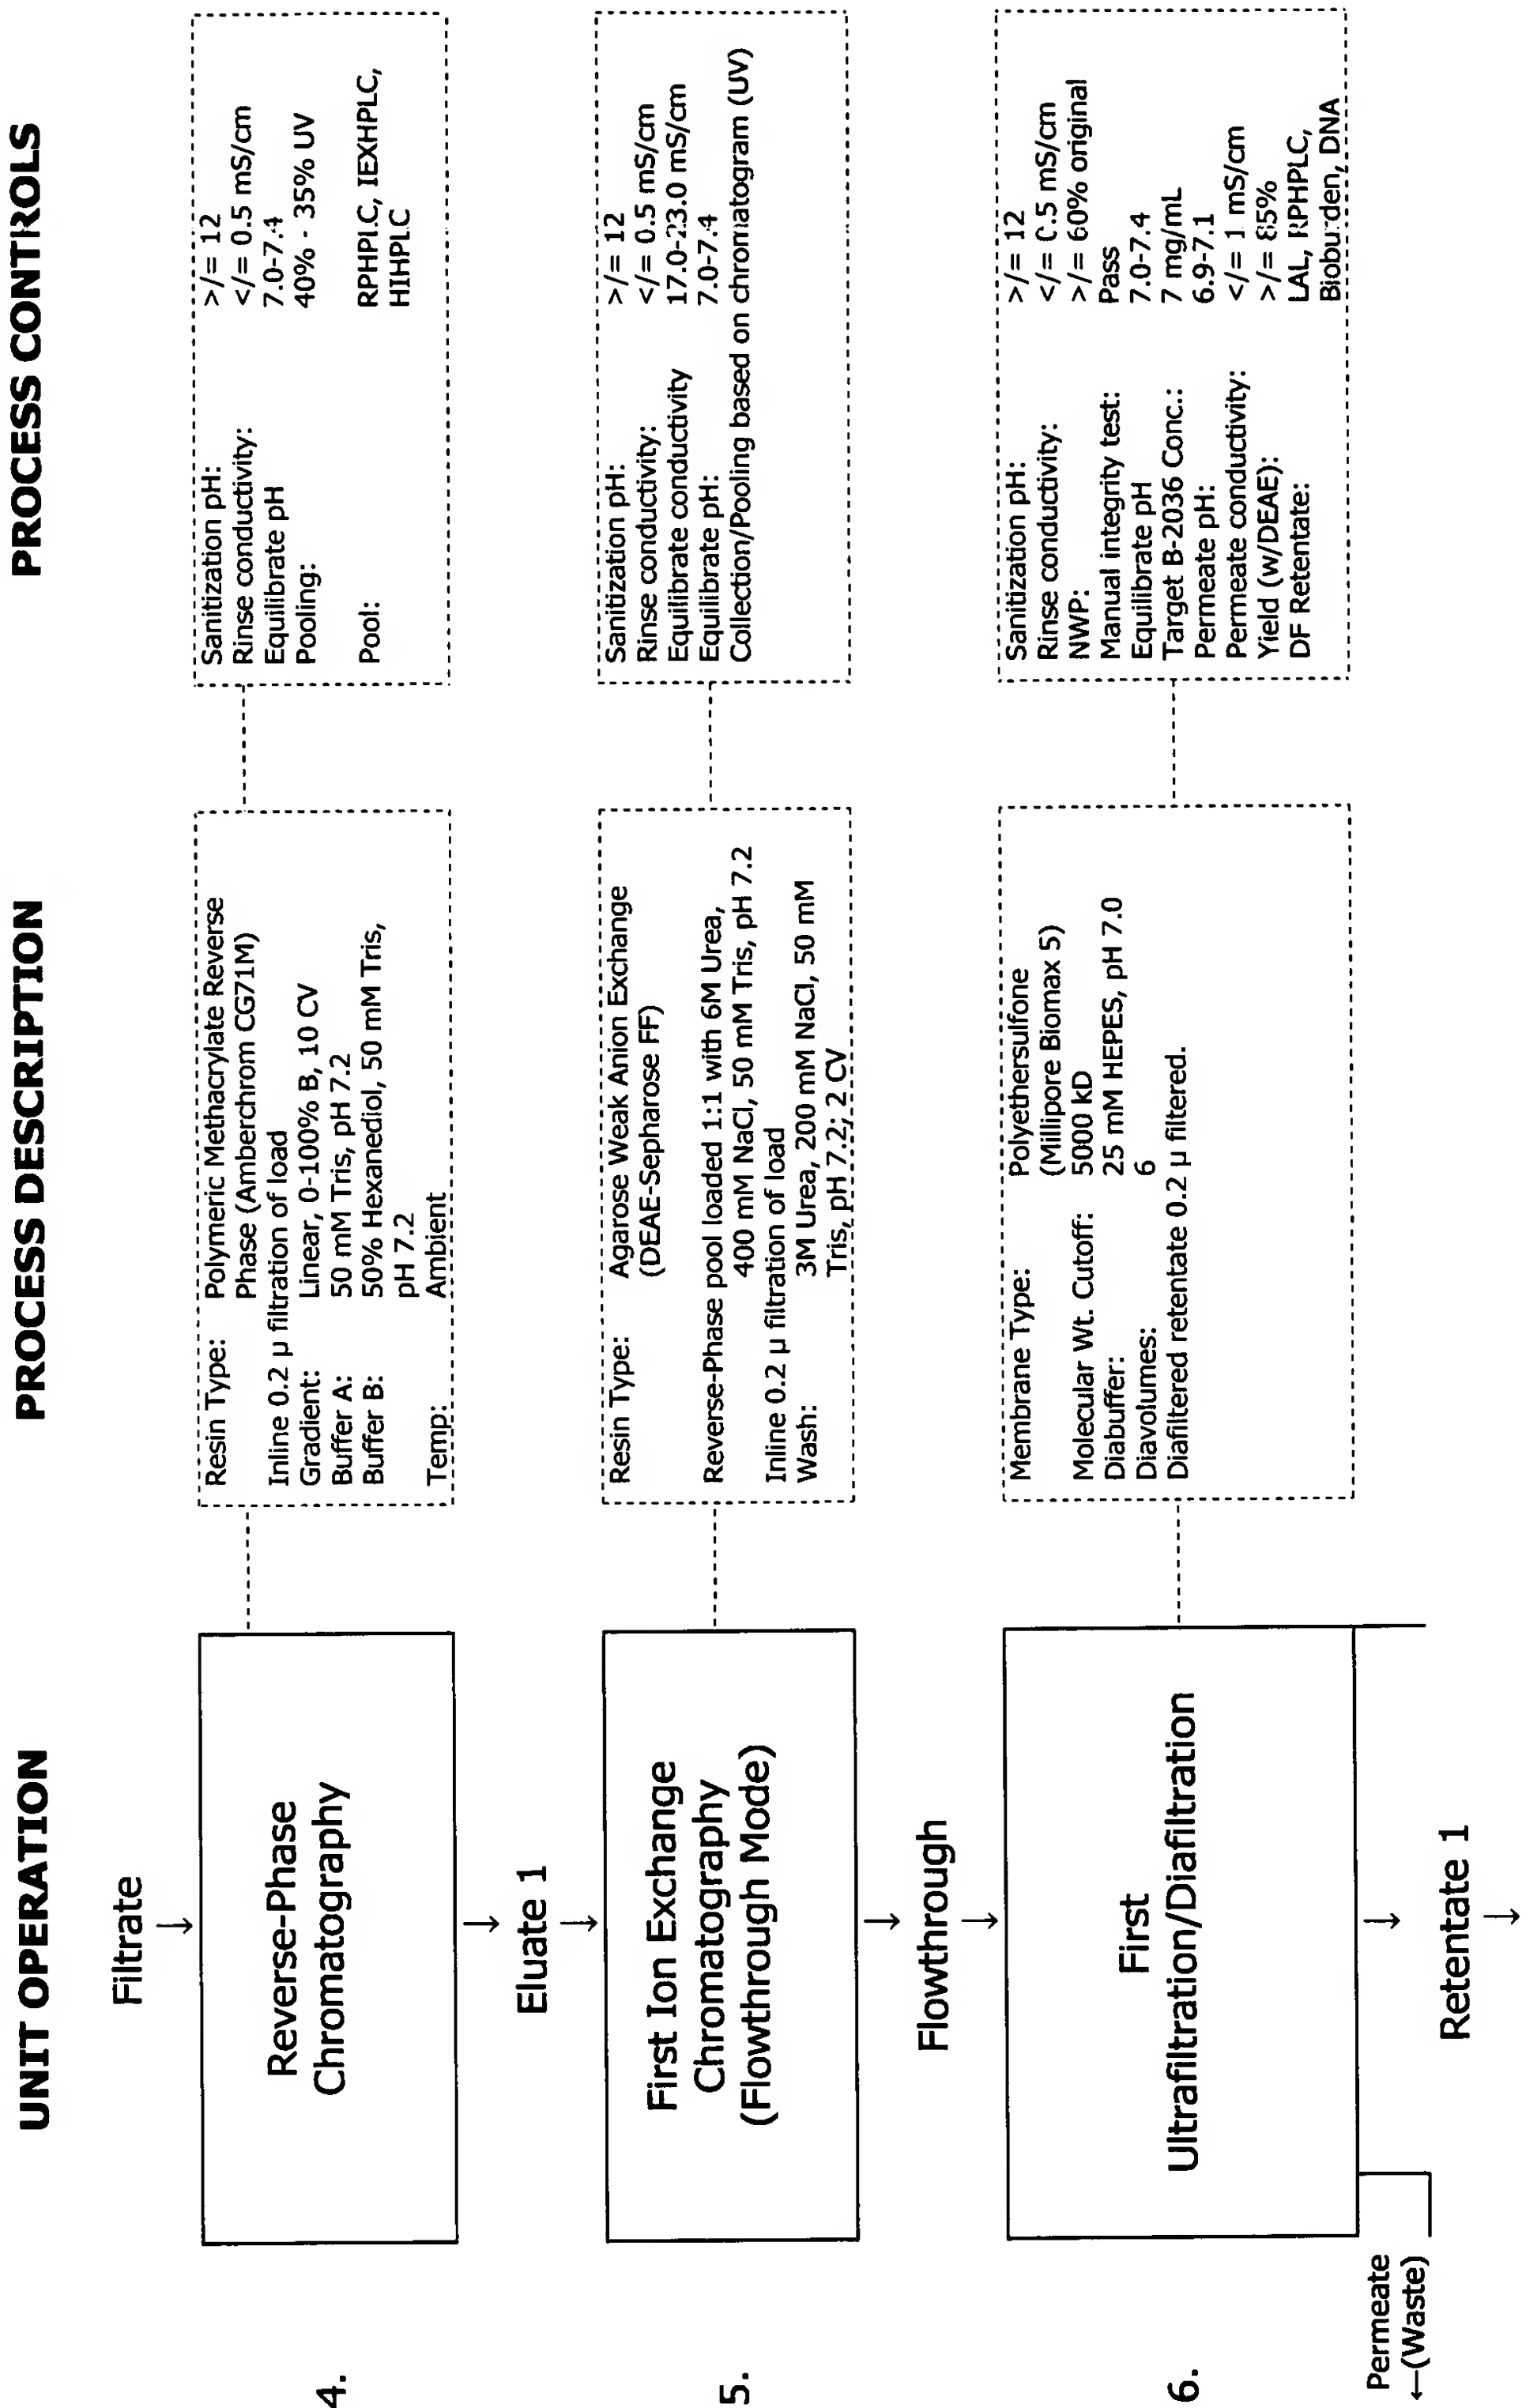 UNIT OPERATION
PROCESS DESCRIPTION
PROCESS CONTROLS
Filtrate
4.
Reverse-Phase
Chromatography
Resin Type: Polymeric Methacrylate Reverse
Phase (Amberchrom CG71M)
Inline 0.2 µ filtration of load
Gradient: Linear, 0-100% B, 10 CV
Buffer A: 50 mM Tris, pH 7.2
Buffer B: 50% Hexanediol, 50 mM Tris,
pH 7.2
Temp: Ambient
Sanitization pH: >/= 12
Rinse conductivity: </= 0.5 mS/cm
Equilibrate pH 7.0-7.4
Pooling: 40% - 35% UV
Pool: RPHPLC, IEXHPLC,
HIHPLC
Eluate 1
5.
First Ion Exchange
Chromatography
(Flowthrough Mode)
Resin Type: Agarose Weak Anion Exchange
(DEAE-Sepharose FF)
Reverse-Phase pool loaded 1:1 with 6M Urea,
400 mM NaCl, 50 mM Tris, pH 7.2
Inline 0.2 µ filtration of load
Wash: 3M Urea, 200 mM NaCl, 50 mM
Tris, pH 7.2; 2 CV
Sanitization pH: >/= 12
Rinse conductivity: </= 0.5 mS/cm
Equilibrate conductivity 17.0-23.0 mS/cm
Equilibrate pH: 7.0-7.4
Collection/Pooling based on chromatogram (UV)
Flowthrough
6.
First
Ultrafiltration/Diafiltration
Membrane Type: Polyethersulfone
(Millipore Biomax 5)
Molecular Wt. Cutoff: 5000 kD
Diabuffer: 25 mM HEPES, pH 7.0
Diavolumes: 6
Diafiltered retentate 0.2 µ filtered.
Sanitization pH: >/= 12
Rinse conductivity: </= 0.5 mS/cm
NWP: >/= 60% original
Manual integrity test: Pass
Equilibrate pH 7.0-7.4
Target B-2036 Conc.: 7 mg/mL
Permeate pH: 6.9-7.1
Permeate conductivity: </= 1 mS/cm
Yield (w/DEAE): >/= 85%
DF Retentate: LAL, RPHPLC,
Bioburden, DNA
Permeate
←(Waste)
Retentate 1